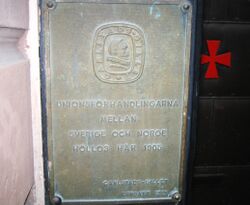 UNIONSFÖRHANDLINGARNA
MELLAN
SVERIGE OCH NORGE
HÖLLOS HÄR 1905